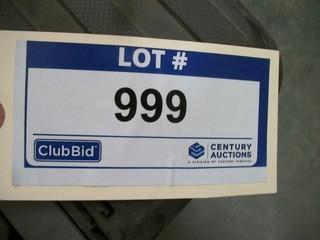 LOT #
999
ClubBid
CENTURY
AUCTIONS
A DIVISION OF CENTURY SERVICES